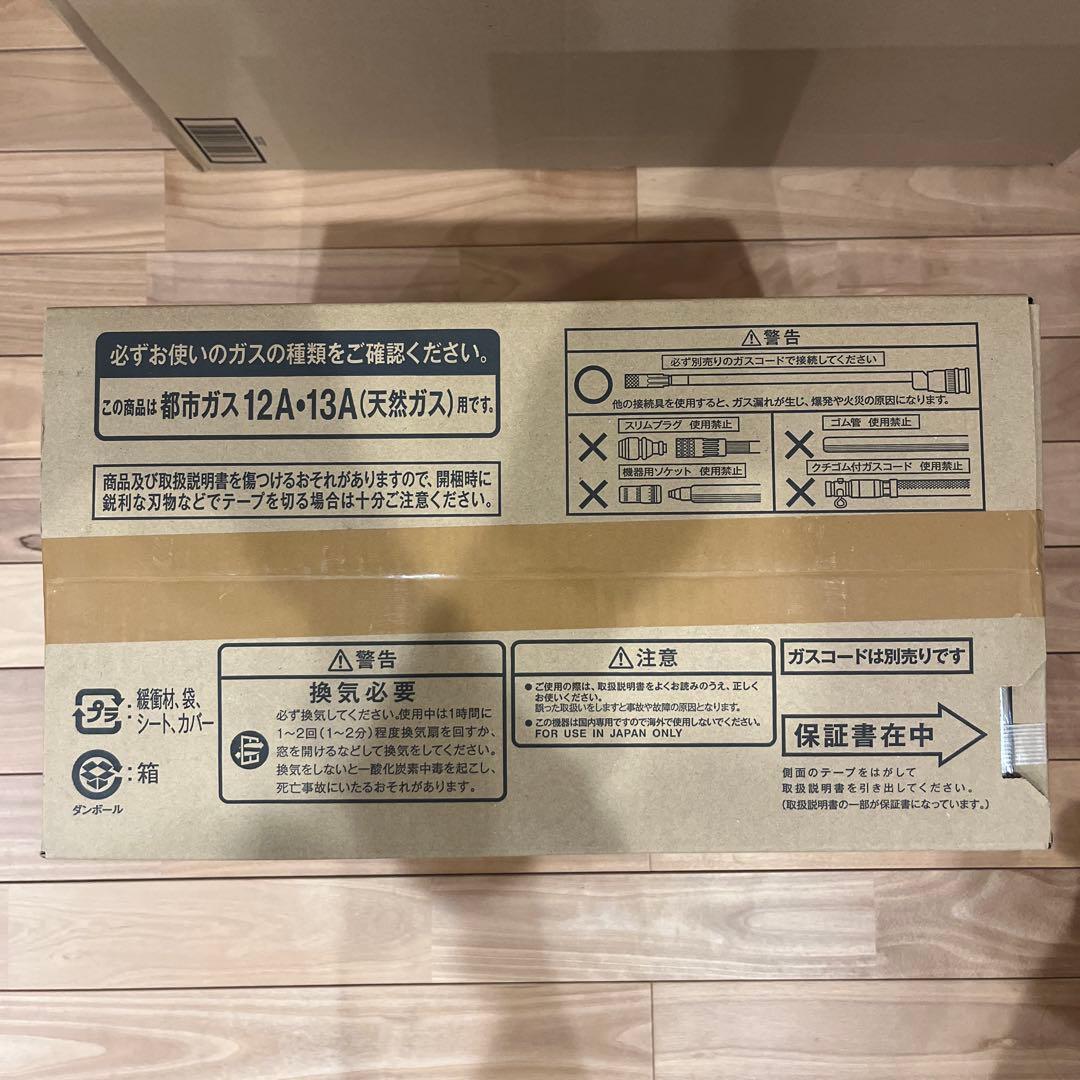 必ずお使いのガスの種類をご確認ください。
この商品は 都市ガス 12A•13A(天然ガス) 用です。
商品及び取扱説明書を傷つけるおそれがありますので、開梱時に
鋭利な刃物などでテープを切る場合は十分ご注意ください。
警告
必ず別売りのガスコードで接続してください
他の接続具を使用すると、ガス漏れが生じ、爆発や火災の原因になります。
スリムプラグ 使用禁止
ゴム管 使用禁止
機器用ソケット 使用禁止
クチゴム付ガスコード 使用禁止
プラ
:緩衝材、袋、
シート、カバー
:箱
ダンボール
警告
換気必要
必ず換気してください。使用中は1時間に
1〜2回(1〜2分)程度換気扇を回すか、
窓を開けるなどして換気をしてください。
換気をしないと一酸化炭素中毒を起こし、
死亡事故にいたるおそれがあります。
注意
● ご使用の際は、取扱説明書をよくお読みのうえ、正しく
お使いください。
誤った取扱いをしますと事故や故障の原因となります。
● この機器は国内専用ですので海外で使用しないでください。
FOR USE IN JAPAN ONLY
ガスコードは別売りです
保証書在中
側面のテープをはがして
取扱説明書を引き出してください。
(取扱説明書の一部が保証書になっています。)